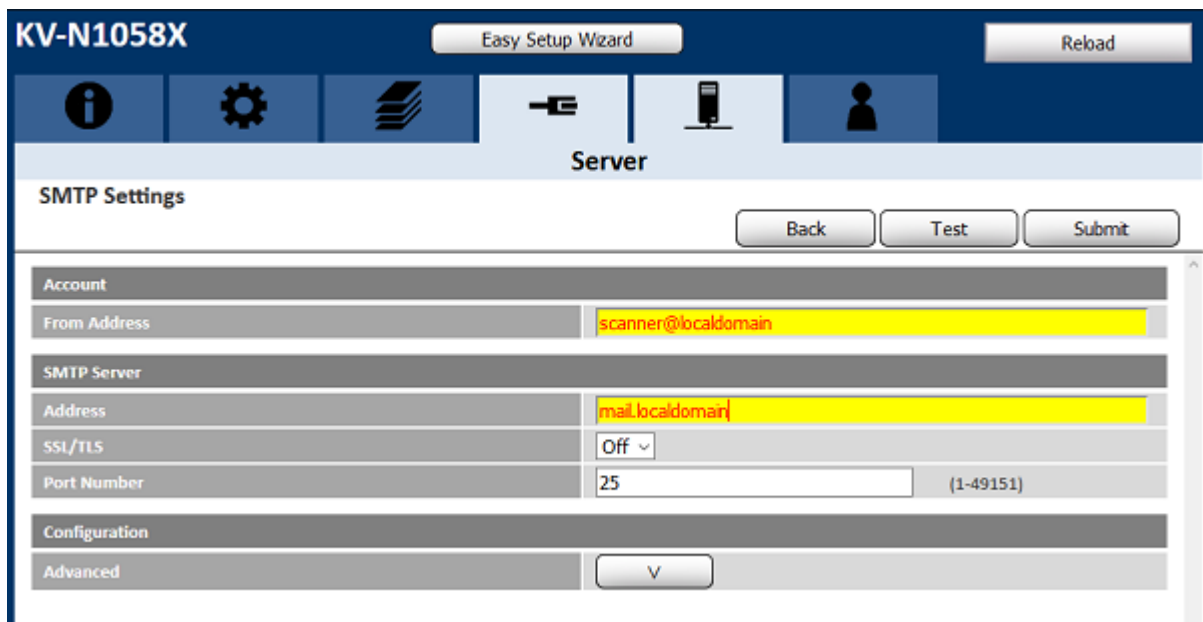 KV-N1058X
Easy Setup Wizard
Reload
Server
SMTP Settings
Back
Test
Submit
Account
From Address
scanner@localdomain
SMTP Server
Address
mail.localdomain
SSL/TLS
Off
Port Number
25
(1-49151)
Configuration
Advanced
V